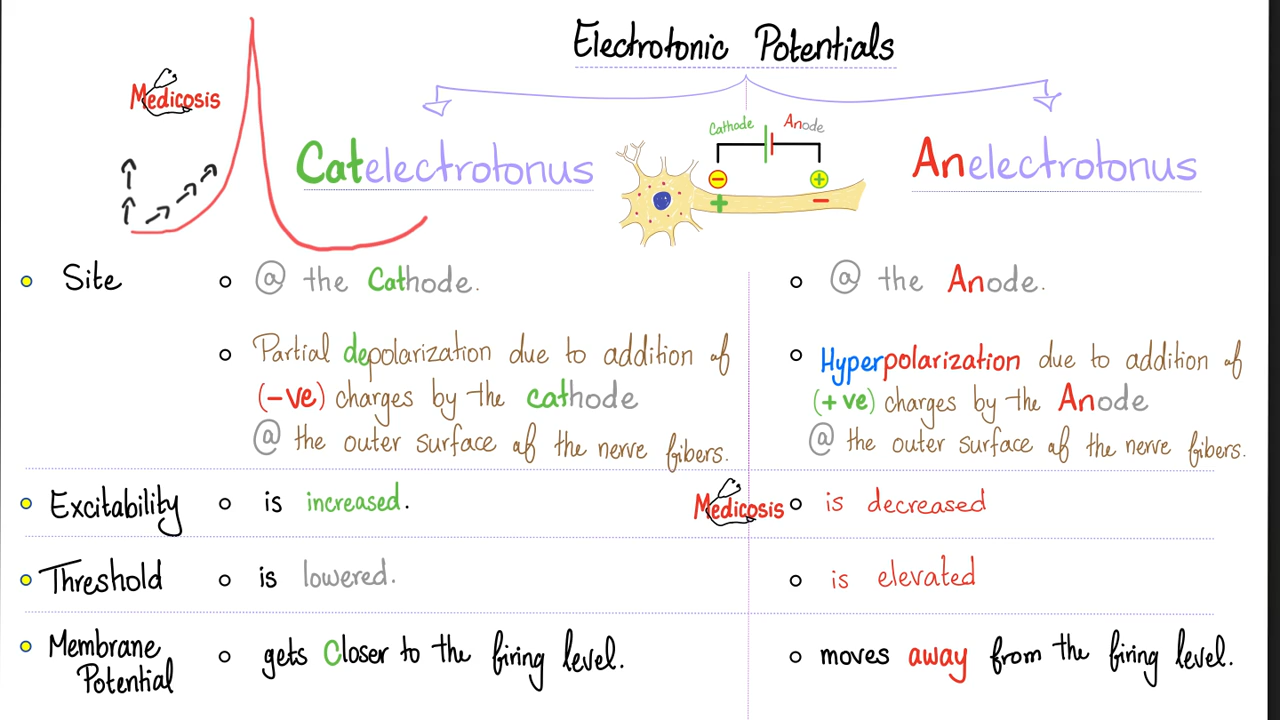 Electrotonic Potentials
Medicosis
Cathode
Anode
Catelectrotonus
Anelectrotonus
− +
+ −
Site
@ the Cathode.
@ the Anode.
Partial depolarization due to addition of
(-ve) charges by the cathode
@ the outer surface of the nerve fibers.
Hyperpolarization due to addition of
(+ve) charges by the Anode
@ the outer surface of the nerve fibers.
Excitability
is increased.
Medicosis
is decreased
Threshold
is lowered.
is elevated
Membrane
Potential
gets Closer to the firing level.
moves away from the firing level.